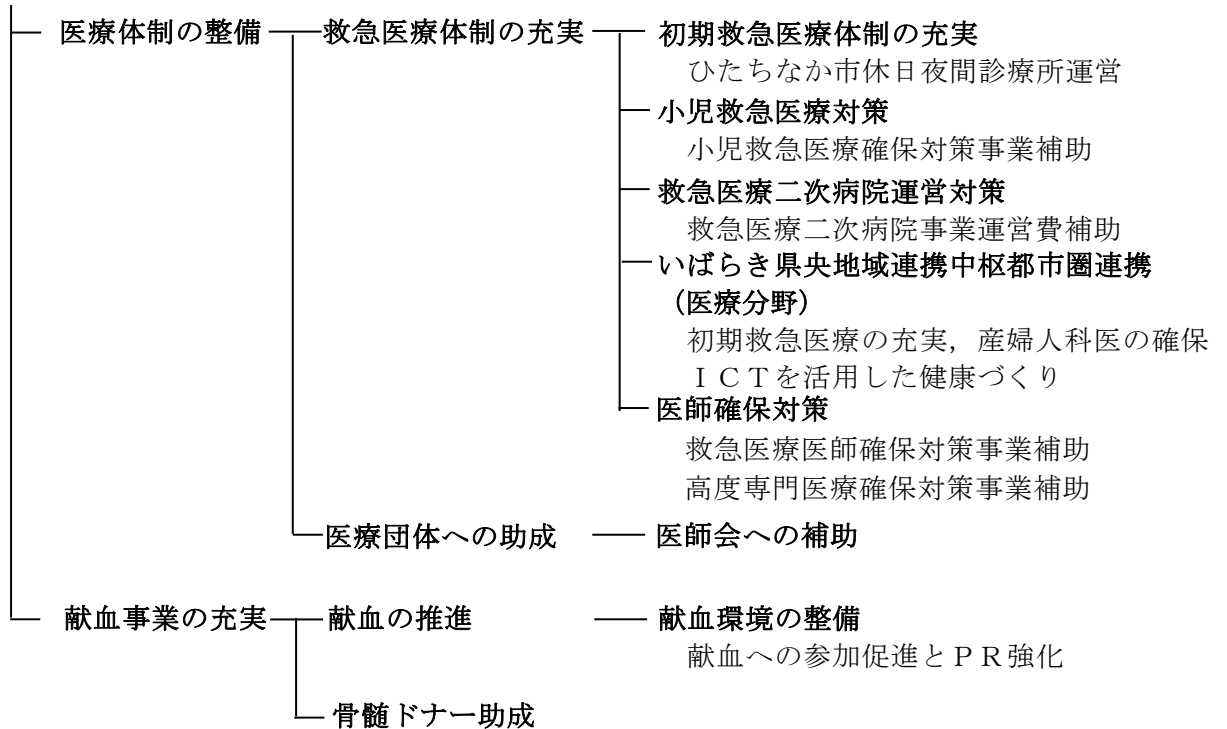 医療体制の整備 救急医療体制の充実 初期救急医療体制の充実
ひたちなか市休日夜間診療所運営
小児救急医療対策
小児救急医療確保対策事業補助
救急医療二次病院運営対策
救急医療二次病院事業運営費補助
いばらき県央地域連携中枢都市圏連携
（医療分野）
初期救急医療の充実，産婦人科医の確保
ＩＣＴを活用した健康づくり
医師確保対策
救急医療医師確保対策事業補助
高度専門医療確保対策事業補助
医療団体への助成 医師会への補助
献血事業の充実 献血の推進 献血環境の整備
献血への参加促進とＰＲ強化
骨髄ドナー助成